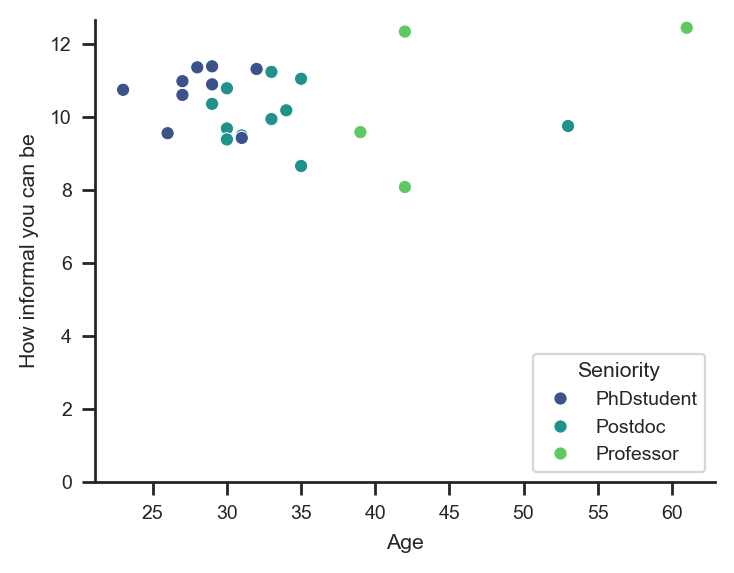 12
10
8
6
4
2
0
How informal you can be
25 30 35 40 45 50 55 60
Age
Seniority
PhDstudent
Postdoc
Professor